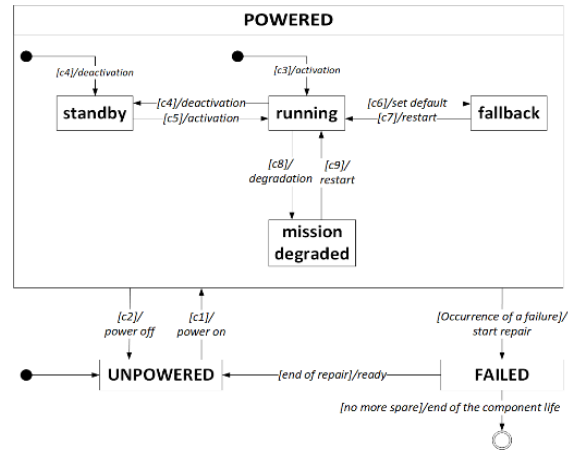 POWERED
[c4]/deactivation
[c3]/activation
standby
[c4]/deactivation
[c5]/activation
running
[c6]/set default
[c7]/restart
fallback
[c8]/
degradation
[c9]/
restart
mission
degraded
[c2]/
power off
[c1]/
power on
[Occurrence of a failure]/
start repair
UNPOWERED
[end of repair]/ready
FAILED
[no more spare]/end of the component life